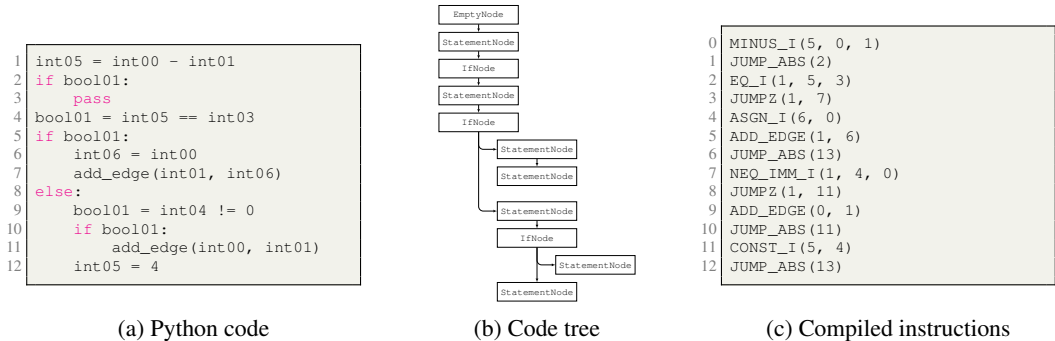 1 int05 = int00 - int01
2 if bool01:
3 pass
4 bool01 = int05 == int03
5 if bool01:
6 int06 = int00
7 add_edge(int01, int06)
8 else:
9 bool01 = int04 != 0
10 if bool01:
11 add_edge(int00, int01)
12 int05 = 4
(a) Python code
EmptyNode
StatementNode
IfNode
StatementNode
IfNode
StatementNode
StatementNode
StatementNode
IfNode
StatementNode
StatementNode
(b) Code tree
0 MINUS_I(5, 0, 1)
1 JUMP_ABS(2)
2 EQ_I(1, 5, 3)
3 JUMPZ(1, 7)
4 ASGN_I(6, 0)
5 ADD_EDGE(1, 6)
6 JUMP_ABS(13)
7 NEQ_IMM_I(1, 4, 0)
8 JUMPZ(1, 11)
9 ADD_EDGE(0, 1)
10 JUMP_ABS(11)
11 CONST_I(5, 4)
12 JUMP_ABS(13)
(c) Compiled instructions